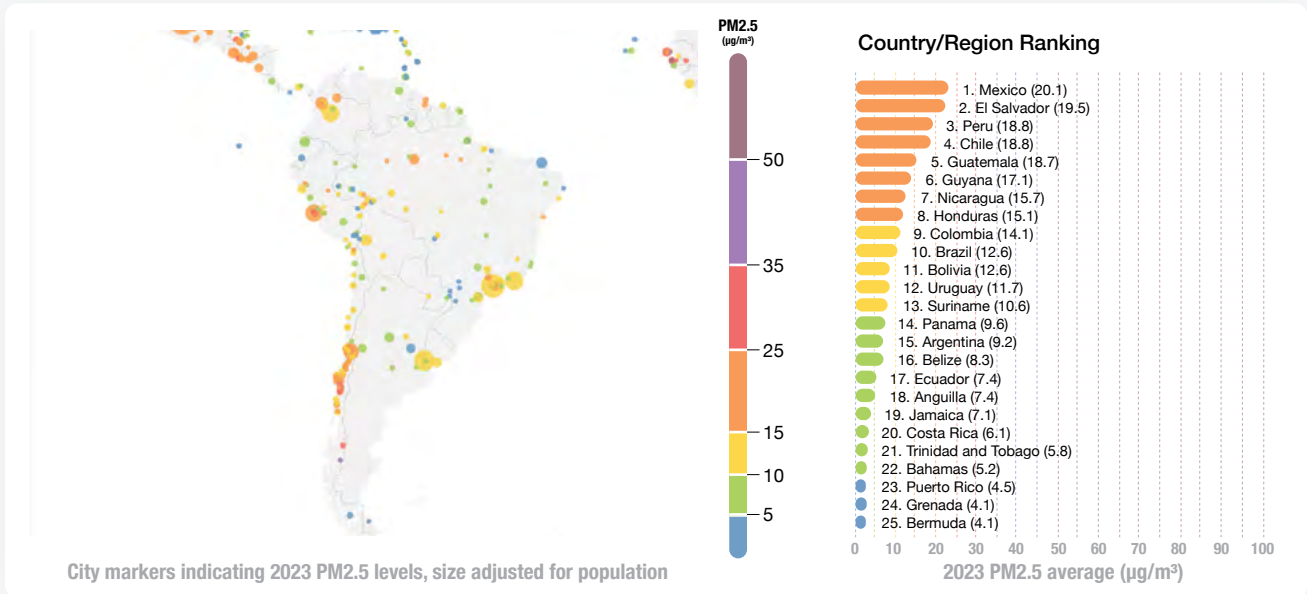 PM2.5
(µg/m³)
50
35
25
15
10
5
City markers indicating 2023 PM2.5 levels, size adjusted for population
Country/Region Ranking
1. Mexico (20.1)
2. El Salvador (19.5)
3. Peru (18.8)
4. Chile (18.8)
5. Guatemala (18.7)
6. Guyana (17.1)
7. Nicaragua (15.7)
8. Honduras (15.1)
9. Colombia (14.1)
10. Brazil (12.6)
11. Bolivia (12.6)
12. Uruguay (11.7)
13. Suriname (10.6)
14. Panama (9.6)
15. Argentina (9.2)
16. Belize (8.3)
17. Ecuador (7.4)
18. Anguilla (7.4)
19. Jamaica (7.1)
20. Costa Rica (6.1)
21. Trinidad and Tobago (5.8)
22. Bahamas (5.2)
23. Puerto Rico (4.5)
24. Grenada (4.1)
25. Bermuda (4.1)
0 10 20 30 40 50 60 70 80 90 100
2023 PM2.5 average (µg/m³)